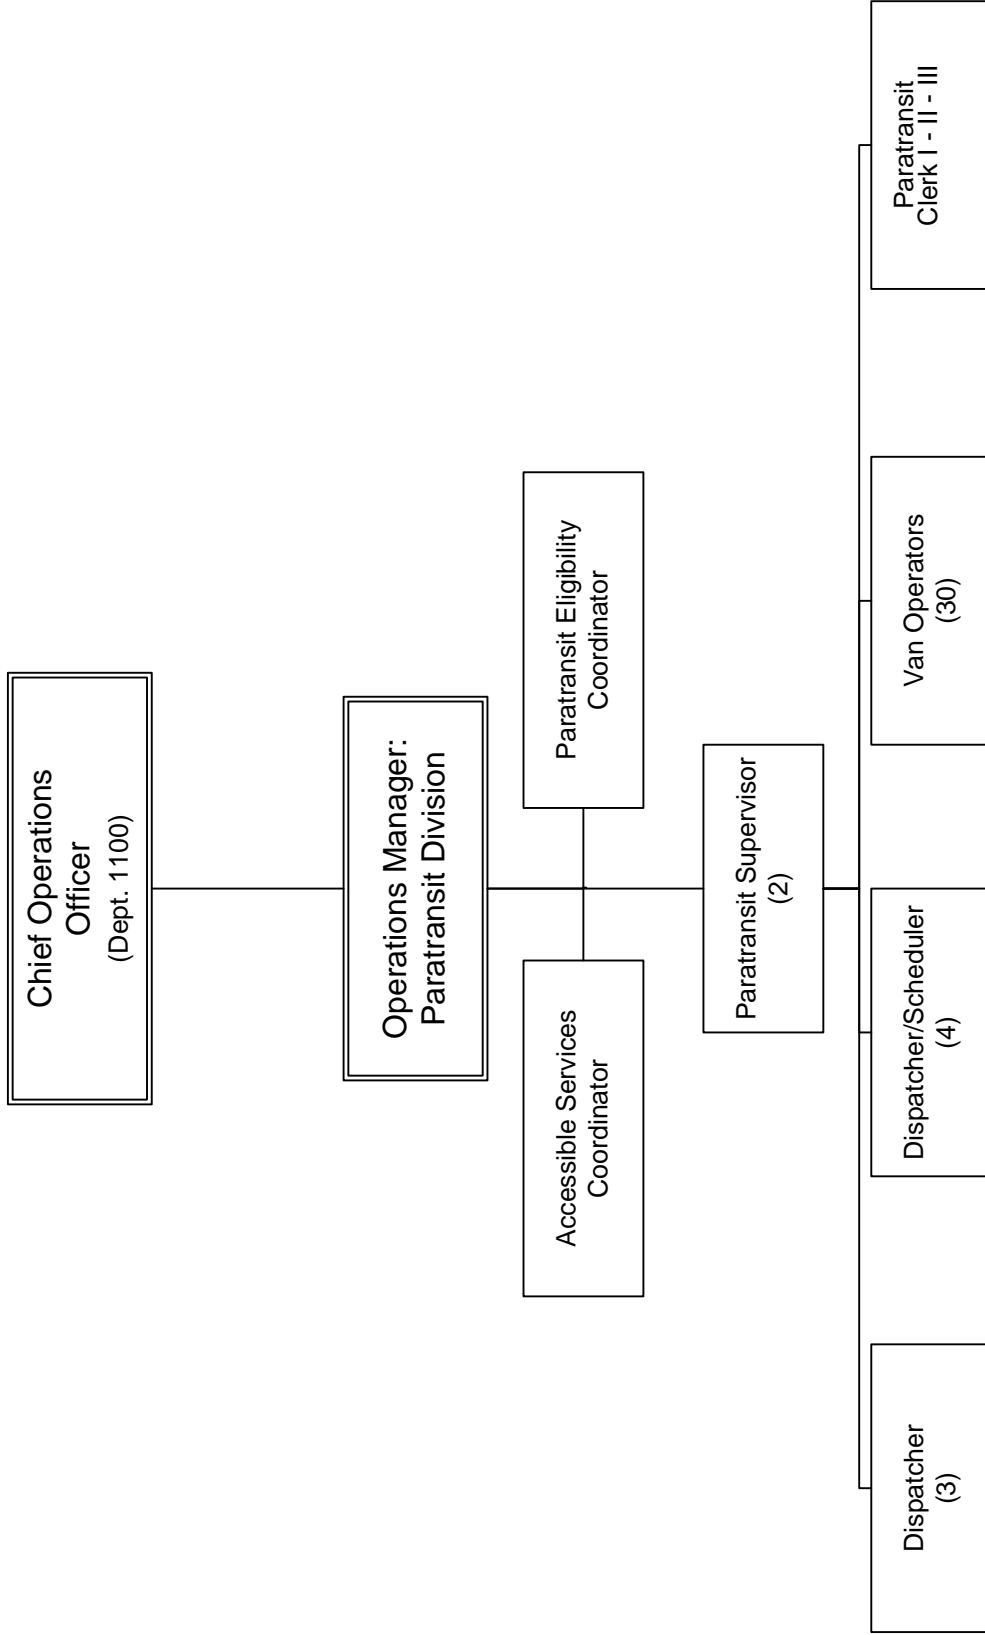 Chief Operations
Officer
(Dept. 1100)
Operations Manager:
Paratransit Division
Accessible Services
Coordinator
Paratransit Eligibility
Coordinator
Paratransit Supervisor
(2)
Dispatcher
(3)
Dispatcher/Scheduler
(4)
Van Operators
(30)
Paratransit
Clerk I - II - III